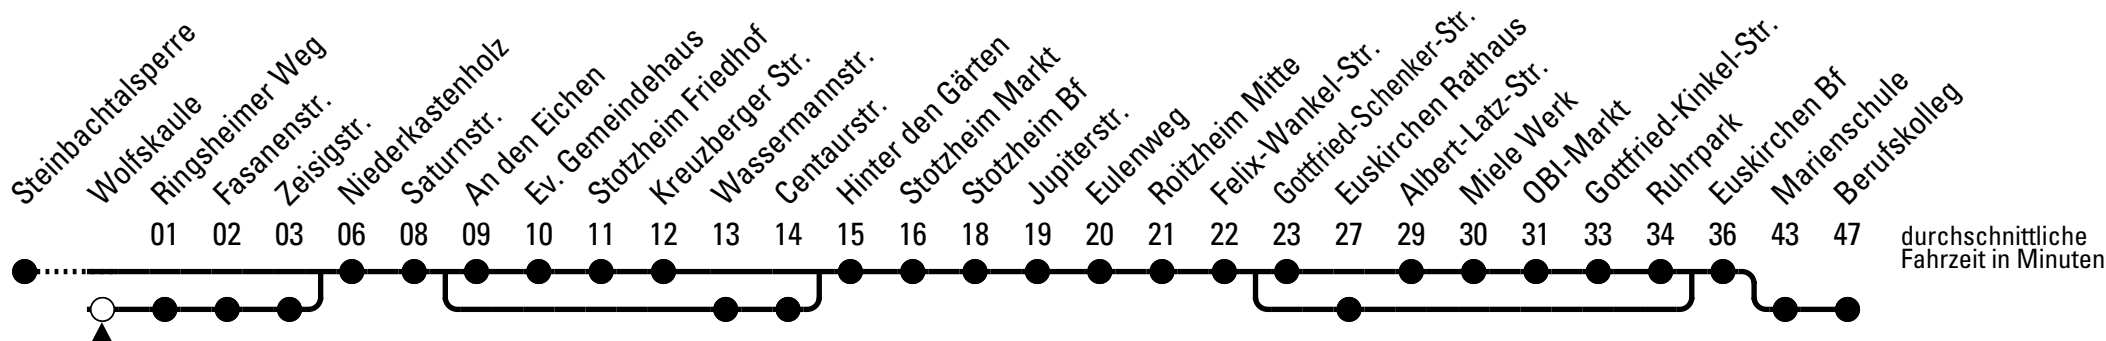 Steinbachtalsperre
Wolfskaule
Ringsheimer Weg
Fasanenstr.
Zeisigstr.
Niederkastenholz
Saturnstr.
An den Eichen
Ev. Gemeindehaus
Stotzheim Friedhof
Kreuzberger Str.
Wassermannstr.
Centaurstr.
Hinter den Gärten
Stotzheim Markt
Stotzheim Bf
Jupiterstr.
Eulenweg
Roitzheim Mitte
Felix-Wankel-Str.
Gottfried-Schenker-Str.
Euskirchen Rathaus
Albert-Latz-Str.
Miele Werk
OBI-Markt
Gottfried-Kinkel-Str.
Ruhrpark
Euskirchen Bf
Marienschule
Berufskolleg
01 02 03 06 08 09 10 11 12 13 14 15 16 18 19 20 21 22 23 27 29 30 31 33 34 36 43 47
durchschnittliche
Fahrzeit in Minuten